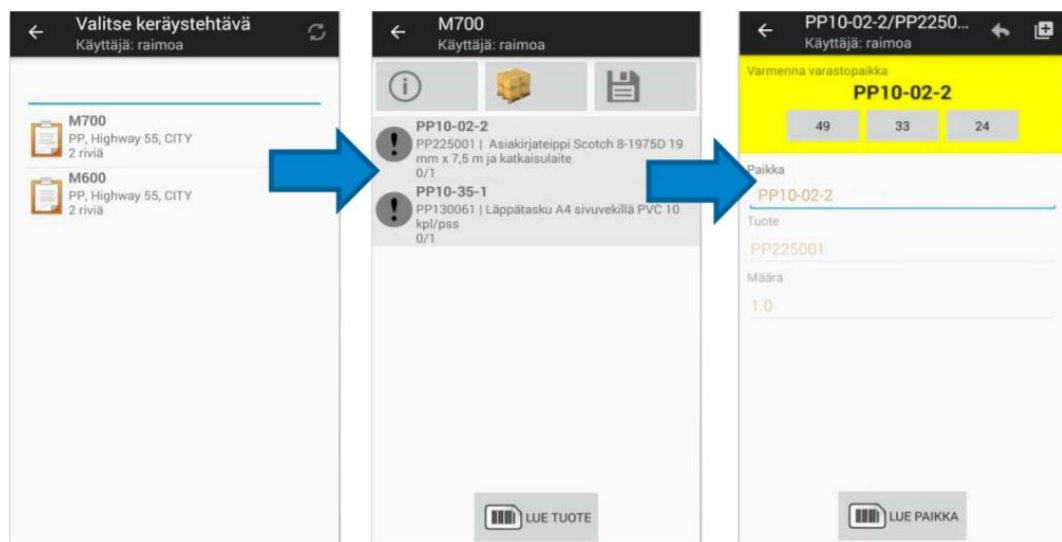 Valitse keräystehtävä
Käyttäjä: raimoa
M700
PP, Highway 55, CITY
2 riviä
M600
PP, Highway 55, CITY
2 riviä
M700
Käyttäjä: raimoa
PP10-02-2
PP225001 | Asiakirjateippi Scotch 8-1975D 19
mm x 7,5 m ja katkaisulaite
0/1
PP10-35-1
PP130061 | Läppätasku A4 sivuvekillä PVC 10
kpl/pss
0/1
LUE TUOTE
PP10-02-2/PP2250...
Käyttäjä: raimoa
Varmenna varastopaikka
PP10-02-2
49 33 24
Paikka
PP10-02-2
Tuote
PP225001
Määrä
1.0
LUE PAIKKA